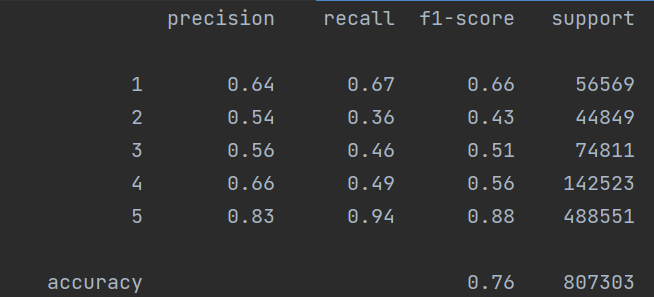 precision recall f1-score support
1 0.64 0.67 0.66 56569
2 0.54 0.36 0.43 44849
3 0.56 0.46 0.51 74811
4 0.66 0.49 0.56 142523
5 0.83 0.94 0.88 488551
accuracy 0.76 807303